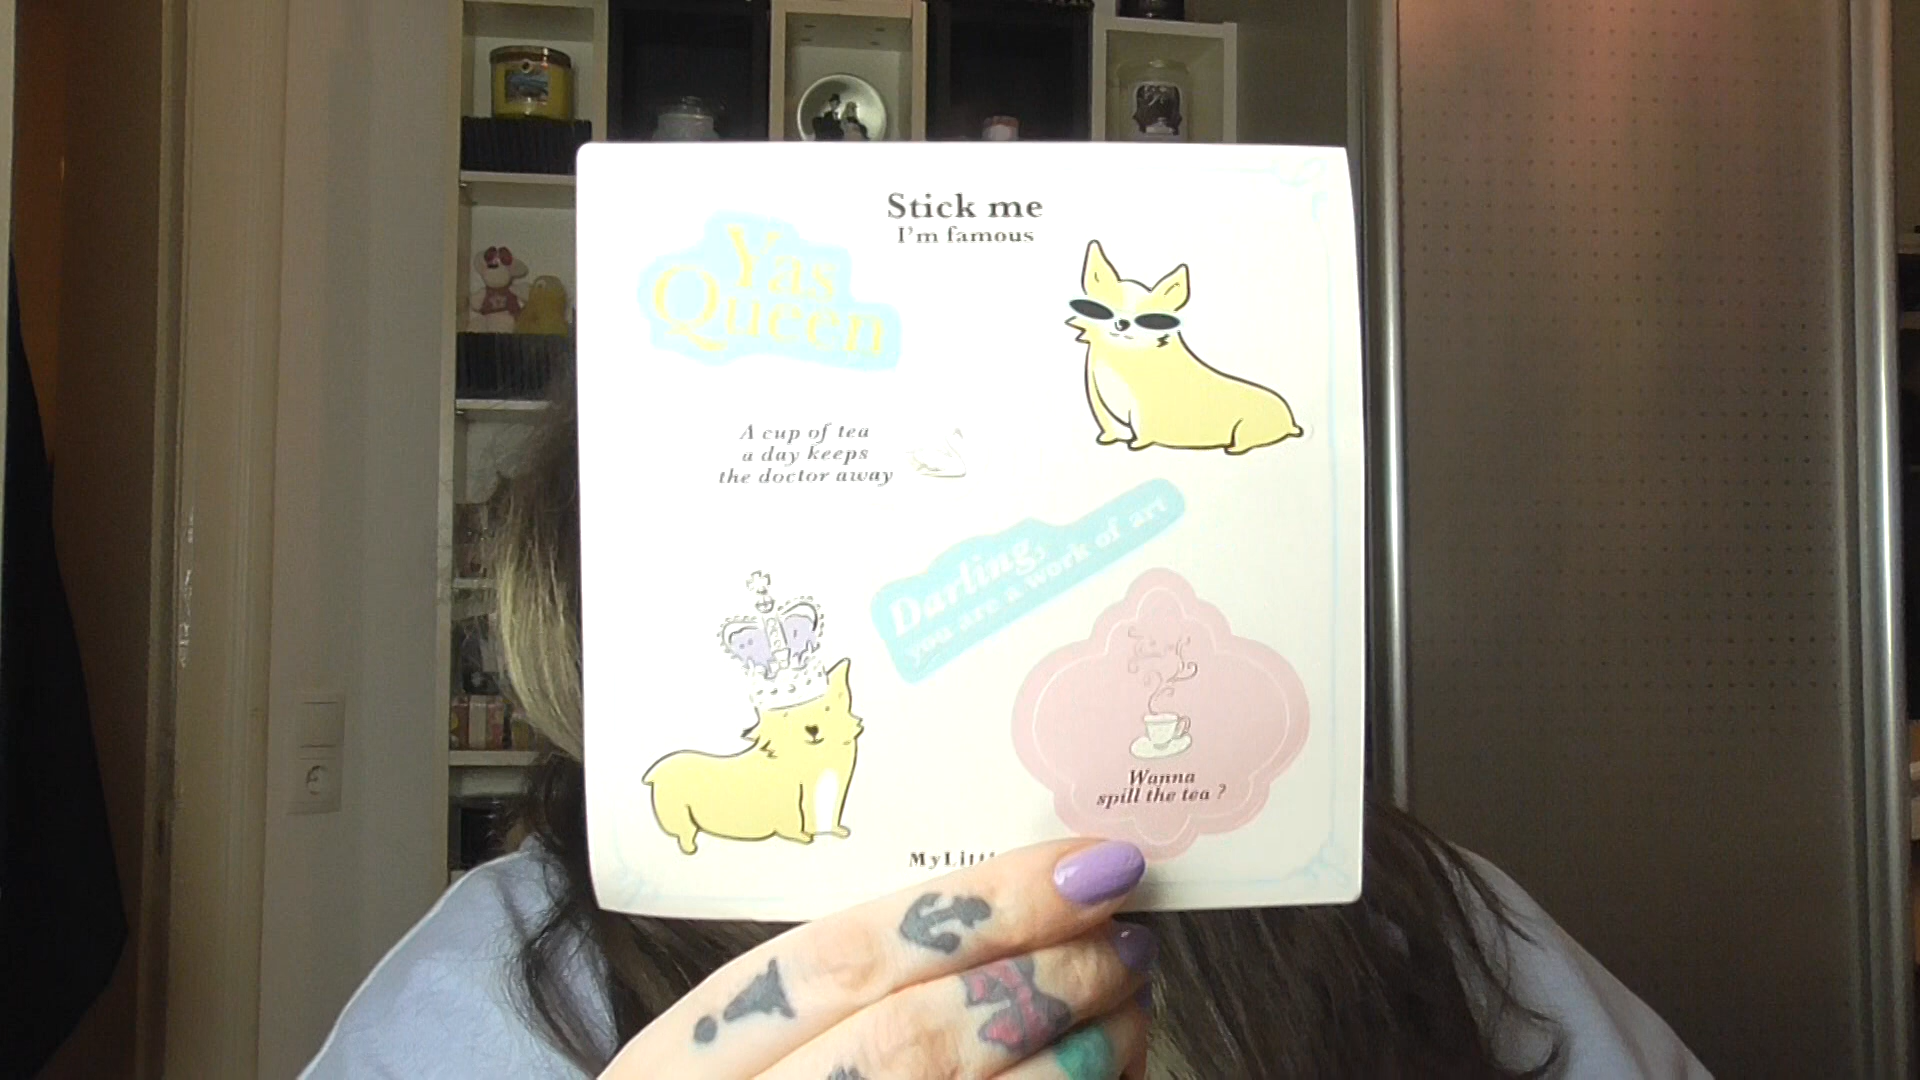 Stick me
I'm famous
Yas
Queen
A cup of tea
a day keeps
the doctor away
Darling,
you are a work of art
Wanna
spill the tea ?